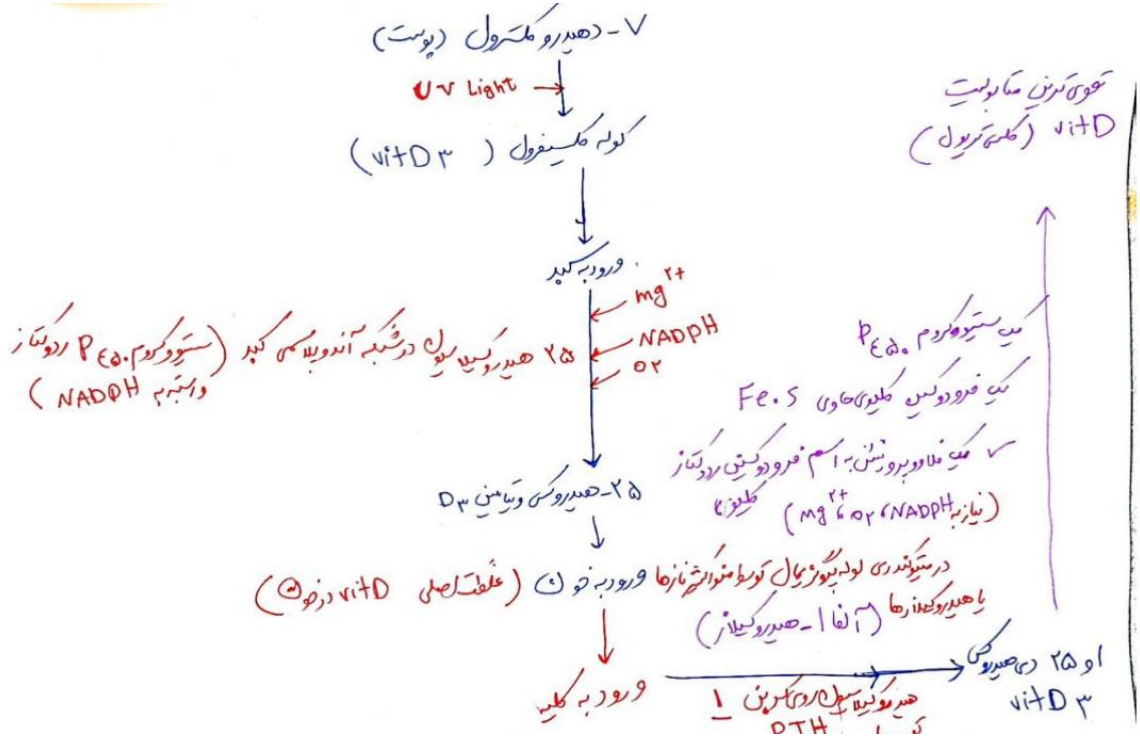 ۷- دهیدرو کلسترول (پوست)
UV Light
کوله کلسیفرول (vitD۳)
ورود به کبد
mg۲+
NADPH
O۲
۲۵ هیدروکسیلاسیون در شبکه آندوپلاسمی کبد (سیتوکروم P۴۵۰ ردوکتاز
وابسته به NADPH)
۲۵-هیدروکسی ویتامین D۳
ورود به خون (غلظت اصلی vitD در خون)
ورود به کلیه
هیدروکسیلاسیون روی کربن ۱
PTH
۱ و ۲۵ دی هیدروکسی
vitD۳
در میتوکندری لوله پروگزیمال توسط منواکسیژنازها
یا هیدروکسیلازها (آلفا ۱-هیدروکسیلاز)
یک سیتوکروم P۴۵۰
یک فرودوکسین کلیوی حاوی Fe.S
یک فلاووپروتئین به اسم فرودوکسین ردوکتاز
کلیوی
(نیاز به NADPH، O۲ و mg۲+)
قوی ترین متابولیت
vitD (کلسی تریول)